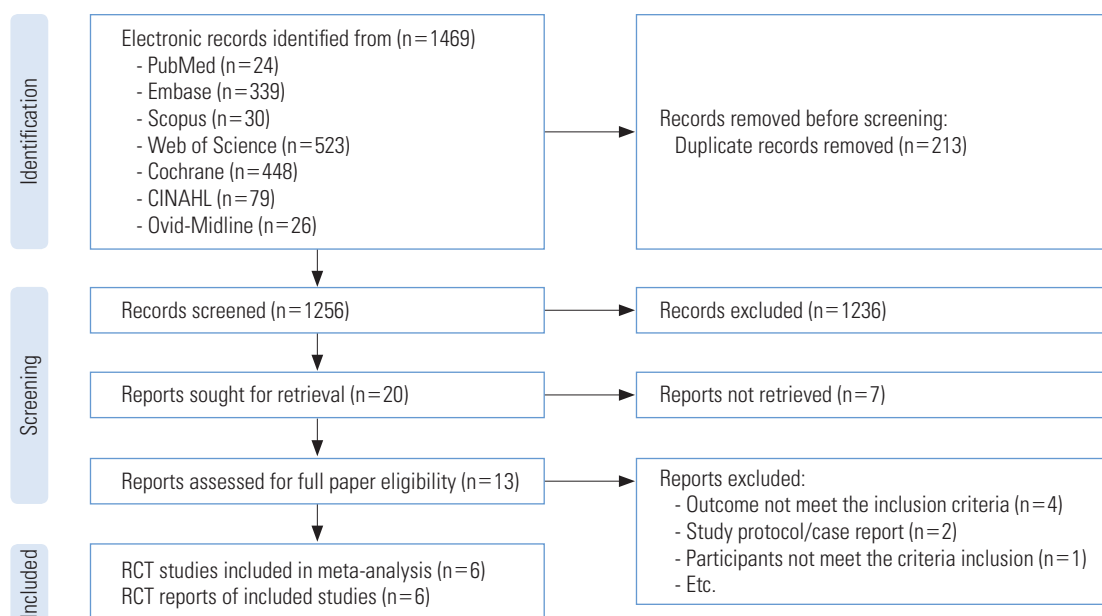 Identification
Electronic records identified from (n=1469)
- PubMed (n=24)
- Embase (n=339)
- Scopus (n=30)
- Web of Science (n=523)
- Cochrane (n=448)
- CINAHL (n=79)
- Ovid-Midline (n=26)
Records removed before screening:
Duplicate records removed (n=213)
Screening
Records screened (n=1256)
Records excluded (n=1236)
Reports sought for retrieval (n=20)
Reports not retrieved (n=7)
Reports assessed for full paper eligibility (n=13)
Reports excluded:
- Outcome not meet the inclusion criteria (n=4)
- Study protocol/case report (n=2)
- Participants not meet the criteria inclusion (n=1)
- Etc.
Included
RCT studies included in meta-analysis (n=6)
RCT reports of included studies (n=6)